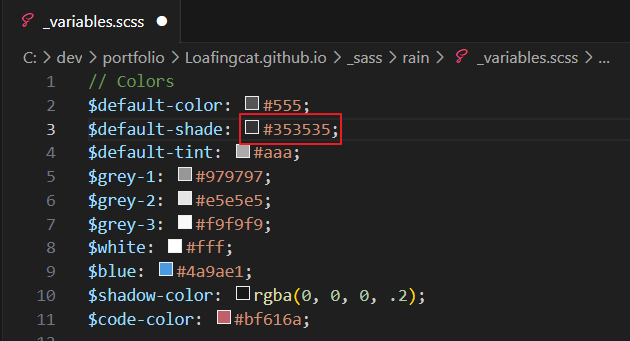 _variables.scss
C: > dev > portfolio > Loafingcat.github.io > _sass > rain > _variables.scss > ...
1 // Colors
2 $default-color: #555;
3 $default-shade: #353535;
4 $default-tint: #aaa;
5 $grey-1: #979797;
6 $grey-2: #e5e5e5;
7 $grey-3: #f9f9f9;
8 $white: #fff;
9 $blue: #4a9ae1;
10 $shadow-color: rgba(0, 0, 0, .2);
11 $code-color: #bf616a;